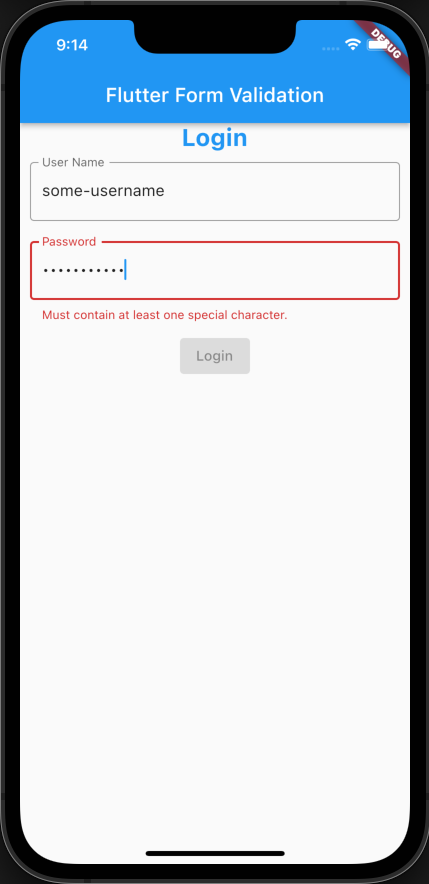 9:14
DEBUG
Flutter Form Validation
Login
User Name
some-username
Password
•••••••••••
Must contain at least one special character.
Login